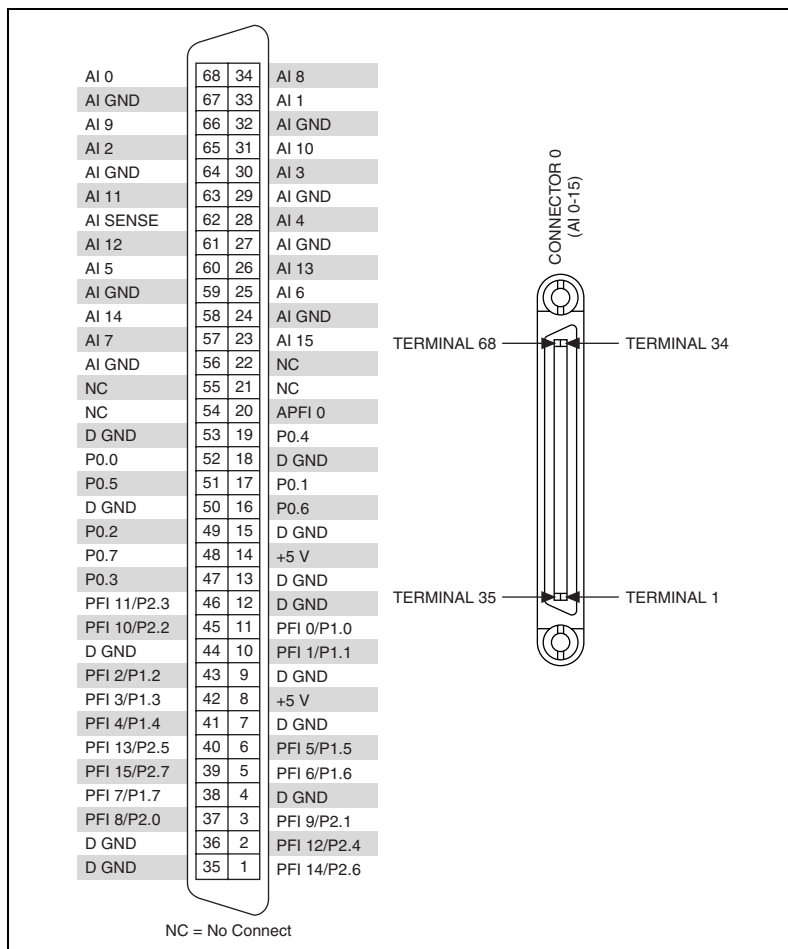 AI 0 68 34 AI 8
AI GND 67 33 AI 1
AI 9 66 32 AI GND
AI 2 65 31 AI 10
AI GND 64 30 AI 3
AI 11 63 29 AI GND
AI SENSE 62 28 AI 4
AI 12 61 27 AI GND
AI 5 60 26 AI 13
AI GND 59 25 AI 6
AI 14 58 24 AI GND
AI 7 57 23 AI 15
AI GND 56 22 NC
NC 55 21 NC
NC 54 20 APFI 0
D GND 53 19 P0.4
P0.0 52 18 D GND
P0.5 51 17 P0.1
D GND 50 16 P0.6
P0.2 49 15 D GND
P0.7 48 14 +5 V
P0.3 47 13 D GND
PFI 11/P2.3 46 12 D GND
PFI 10/P2.2 45 11 PFI 0/P1.0
D GND 44 10 PFI 1/P1.1
PFI 2/P1.2 43 9 D GND
PFI 3/P1.3 42 8 +5 V
PFI 4/P1.4 41 7 D GND
PFI 13/P2.5 40 6 PFI 5/P1.5
PFI 15/P2.7 39 5 PFI 6/P1.6
PFI 7/P1.7 38 4 D GND
PFI 8/P2.0 37 3 PFI 9/P2.1
D GND 36 2 PFI 12/P2.4
D GND 35 1 PFI 14/P2.6
NC = No Connect
CONNECTOR 0
(AI 0-15)
TERMINAL 68
TERMINAL 34
TERMINAL 35
TERMINAL 1